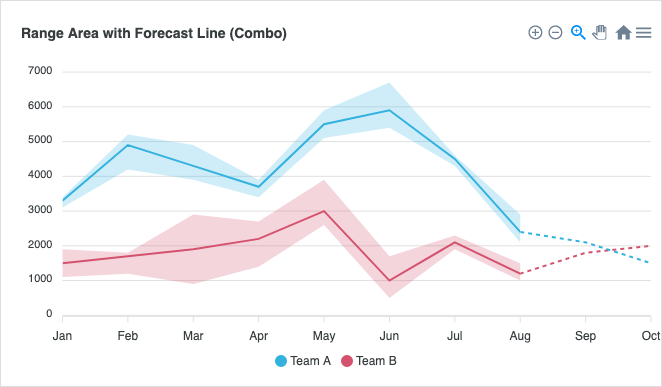 Range Area with Forecast Line (Combo)
7000
6000
5000
4000
3000
2000
1000
0
Jan Feb Mar Apr May Jun Jul Aug Sep Oct
Team A Team B